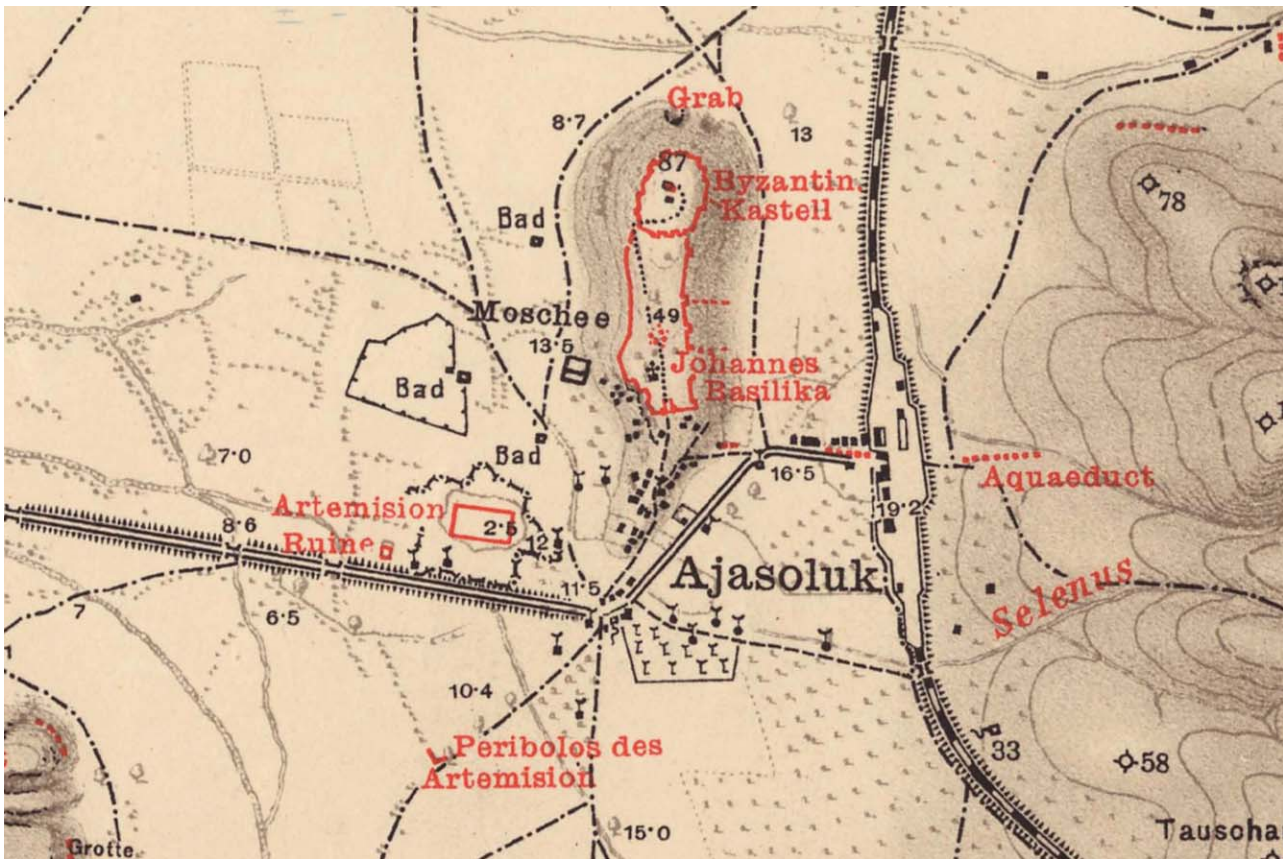 Grab
8·7
13
87
Byzantin.
Kastell
78
Bad
Moschee
49
13·5
Johannes
Basilika
Bad
7·0
Bad
16·5
Aquaeduct
Artemision
2·5
19·2
8·6
Ruine
12
11·5
Ajasoluk
Selenus
7
6·5
10·4
Peribolos des
Artemision
33
58
15·0
Tauscha
Grotte